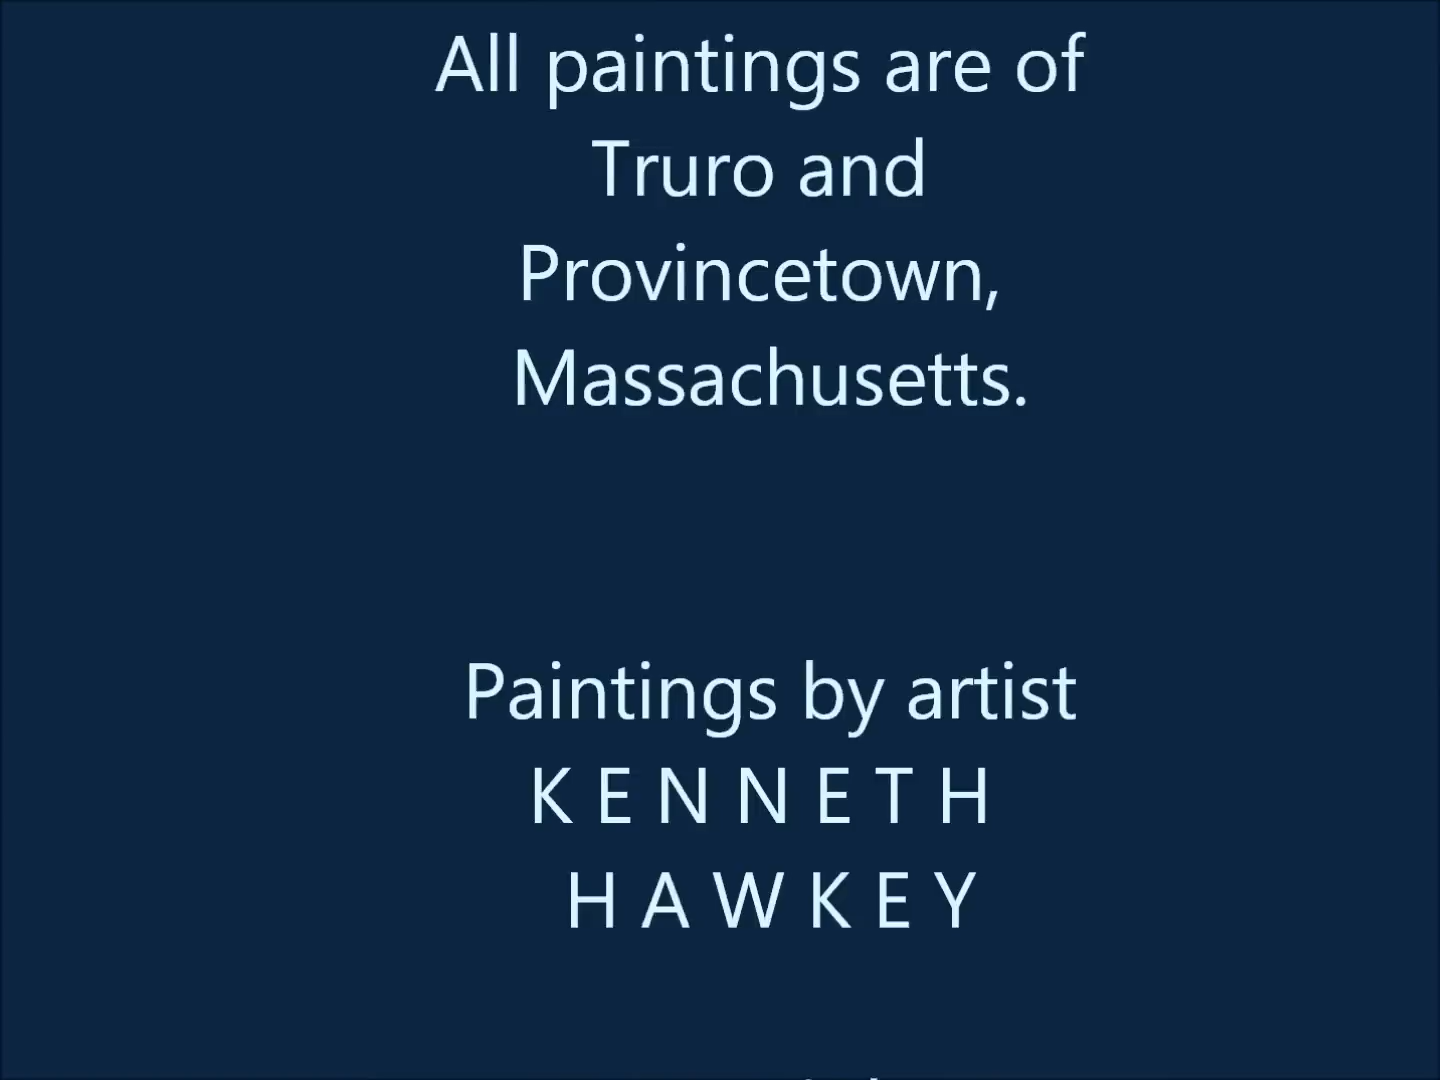 All paintings are of
Truro and
Provincetown,
Massachusetts.
Paintings by artist
K E N N E T H
H A W K E Y